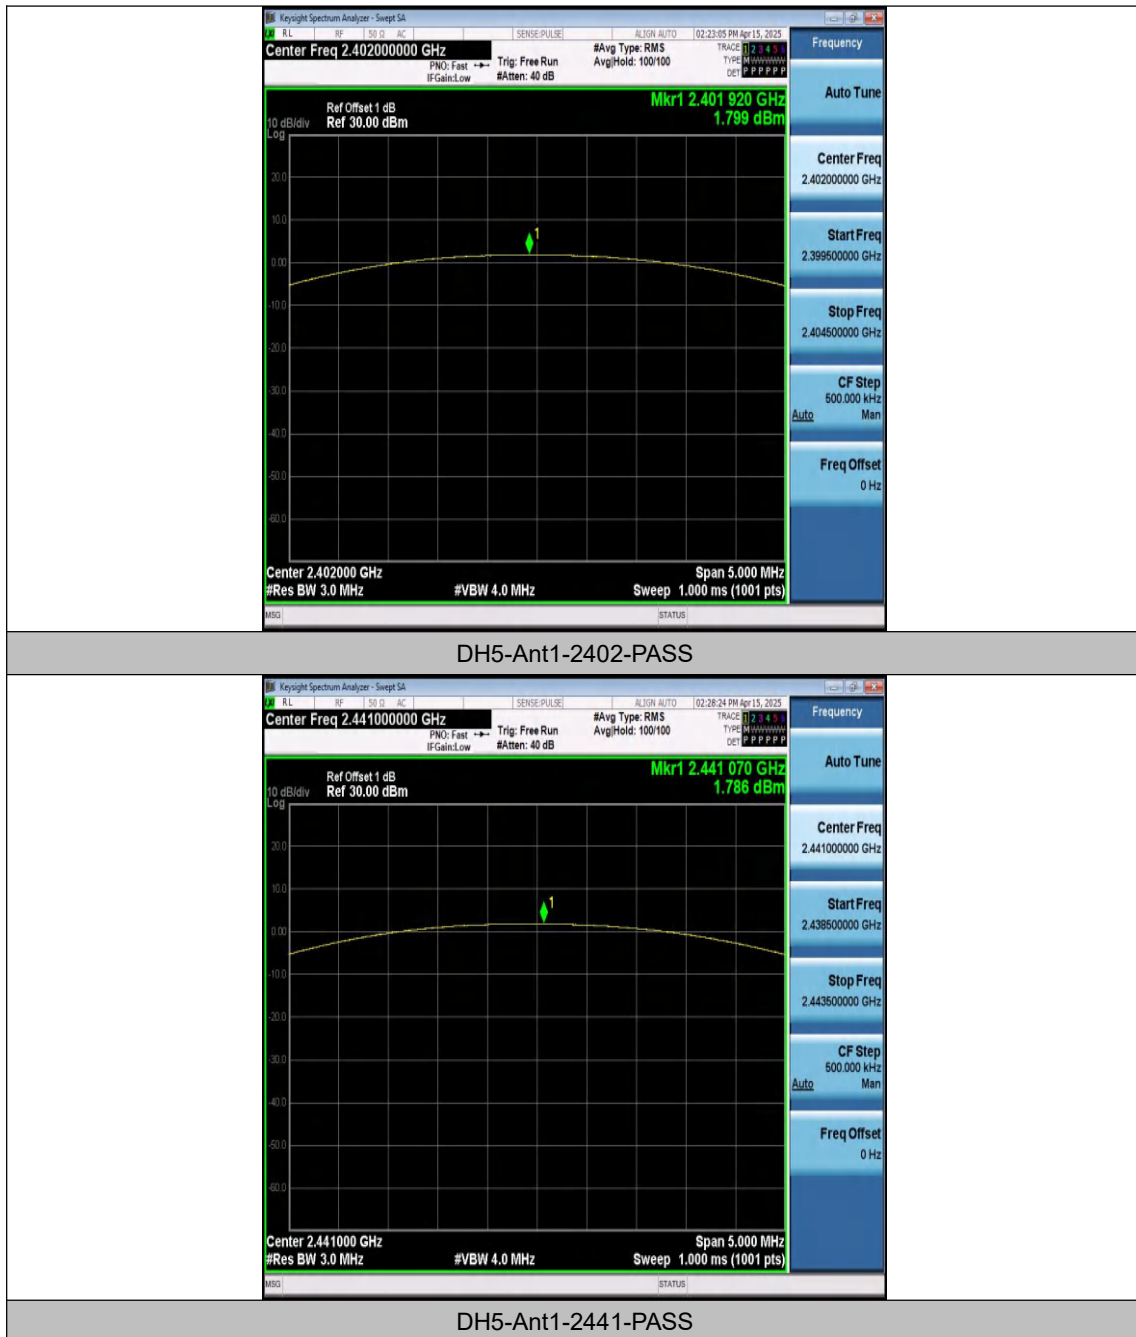 Keysight Spectrum Analyzer - Swept SA
RL RF 50 Ω AC SENSE:PULSE ALIGN AUTO 02:23:05 PM Apr 15, 2025
Center Freq 2.402000000 GHz
PNO: Fast
IFGain:Low
Trig: Free Run
#Atten: 40 dB
#Avg Type: RMS
Avg|Hold: 100/100
TRACE 1 2 3 4 5 6
TYPE M WWWWW
DET P P P P P P
Frequency
Mkr1 2.401 920 GHz
1.799 dBm
Ref Offset 1 dB
10 dB/div Ref 30.00 dBm
Log
20.0
10.0
0.00
-10.0
-20.0
-30.0
-40.0
-50.0
-60.0
1
Center 2.402000 GHz Span 5.000 MHz
#Res BW 3.0 MHz #VBW 4.0 MHz Sweep 1.000 ms (1001 pts)
Auto Tune
Center Freq
2.402000000 GHz
Start Freq
2.399500000 GHz
Stop Freq
2.404500000 GHz
CF Step
500.000 kHz
Auto Man
Freq Offset
0 Hz
MSG STATUS
DH5-Ant1-2402-PASS
Keysight Spectrum Analyzer - Swept SA
RL RF 50 Ω AC SENSE:PULSE ALIGN AUTO 02:28:24 PM Apr 15, 2025
Center Freq 2.441000000 GHz
PNO: Fast
IFGain:Low
Trig: Free Run
#Atten: 40 dB
#Avg Type: RMS
Avg|Hold: 100/100
TRACE 1 2 3 4 5 6
TYPE M WWWWW
DET P P P P P P
Frequency
Mkr1 2.441 070 GHz
1.786 dBm
Ref Offset 1 dB
10 dB/div Ref 30.00 dBm
Log
20.0
10.0
0.00
-10.0
-20.0
-30.0
-40.0
-50.0
-60.0
1
Center 2.441000 GHz Span 5.000 MHz
#Res BW 3.0 MHz #VBW 4.0 MHz Sweep 1.000 ms (1001 pts)
Auto Tune
Center Freq
2.441000000 GHz
Start Freq
2.438500000 GHz
Stop Freq
2.443500000 GHz
CF Step
500.000 kHz
Auto Man
Freq Offset
0 Hz
MSG STATUS
DH5-Ant1-2441-PASS